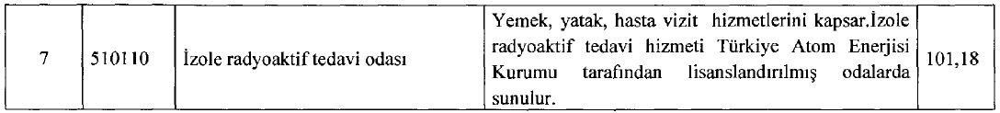 Yemek, yatak, hasta vizit hizmetlerini kapsar.İzole
7 510110 İzole radyoaktif tedavi odası radyoaktif tedavi hizmeti Türkiye Atom Enerjisi 101,18
Kurumu tarafından lisanslandırılmış odalarda
sunulur.